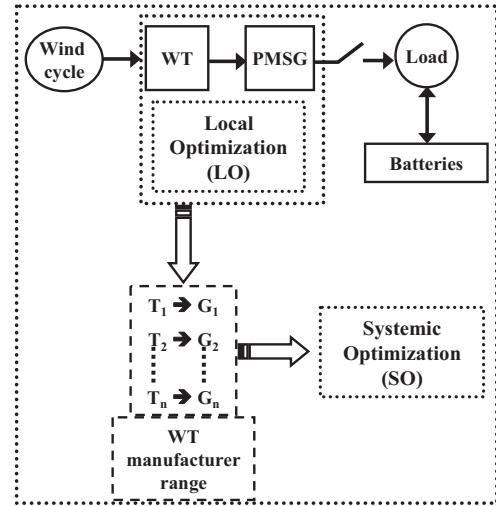 Wind
cycle
WT
PMSG
Load
Batteries
Local
Optimization
(LO)
T₁ ➔ G₁
T₂ ➔ G₂
Tₙ ➔ Gₙ
Systemic
Optimization
(SO)
WT
manufacturer
range